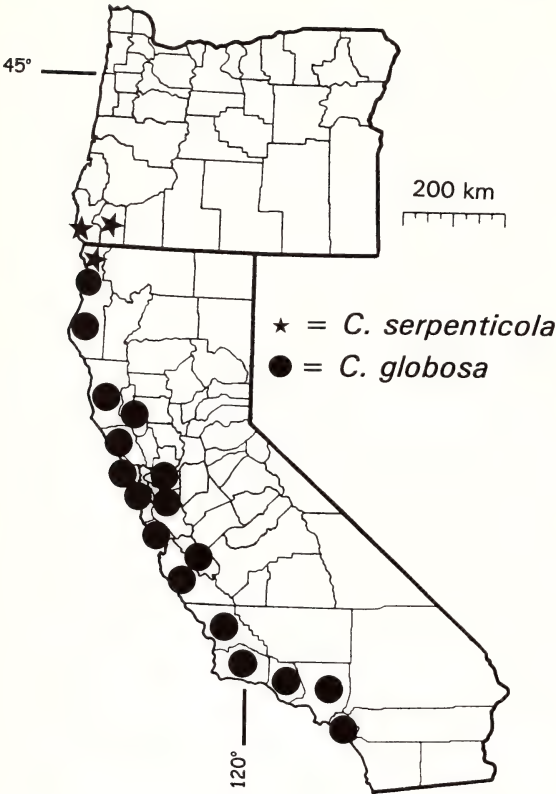 45°
200 km
★ = C. serpenticola
● = C. globosa
120°